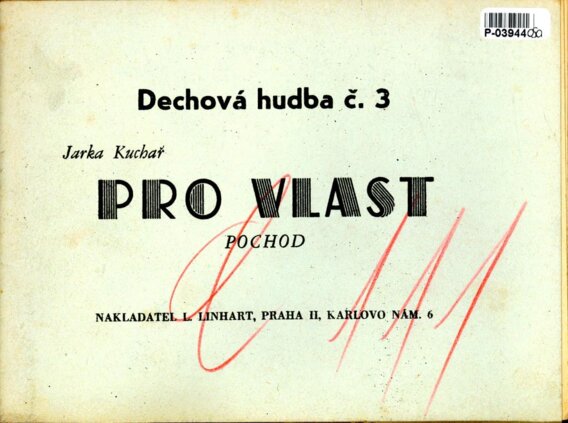 P-03944
Dechová hudba č. 3
Jarka Kuchař
PRO VLAST
POCHOD
NAKLADATEL L. LINHART, PRAHA II, KARLOVO NÁM. 6